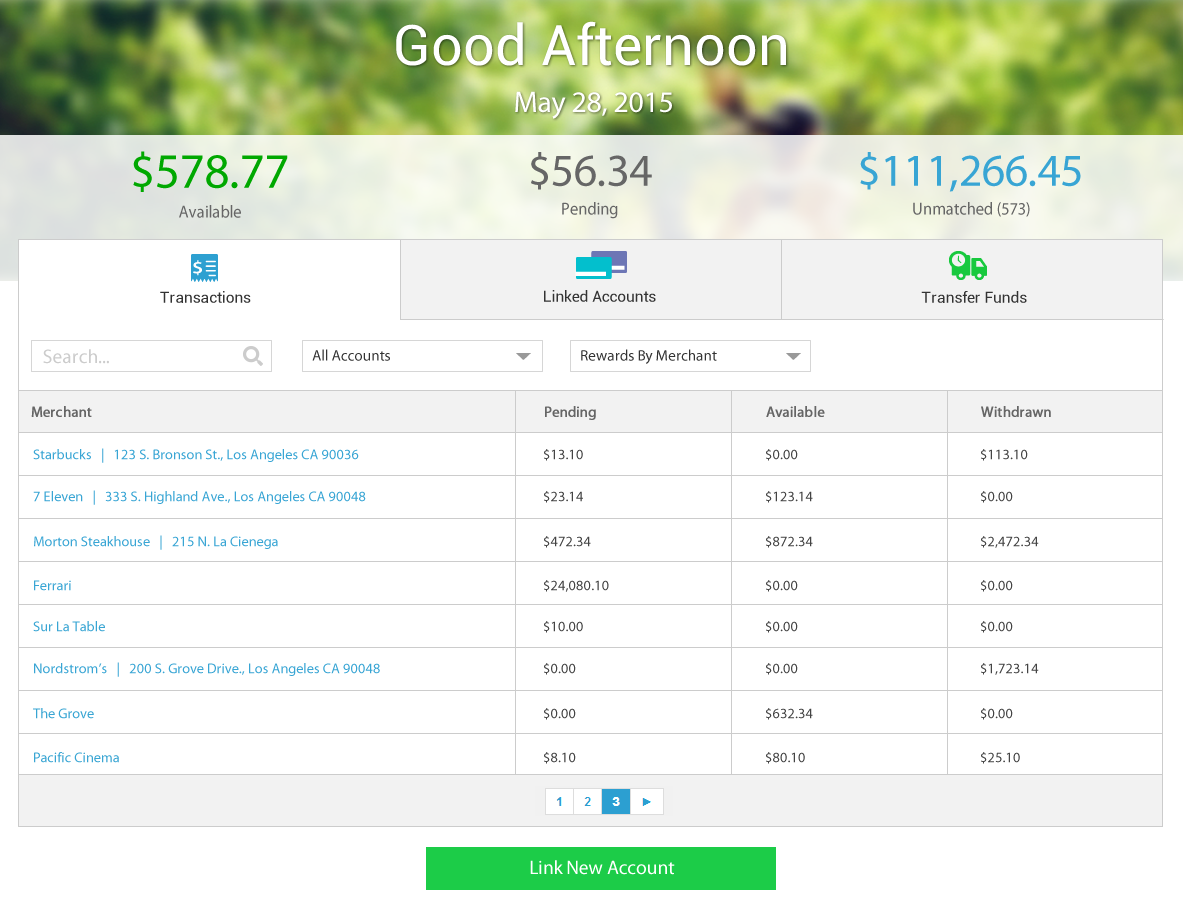 Good Afternoon
May 28, 2015
$578.77 $56.34 $111,266.45
Available Pending Unmatched (573)
$
Transactions Linked Accounts Transfer Funds
Search... All Accounts Rewards By Merchant
Merchant Pending Available Withdrawn
Starbucks | 123 S. Bronson St., Los Angeles CA 90036 $13.10 $0.00 $113.10
7 Eleven | 333 S. Highland Ave., Los Angeles CA 90048 $23.14 $123.14 $0.00
Morton Steakhouse | 215 N. La Cienega $472.34 $872.34 $2,472.34
Ferrari $24,080.10 $0.00 $0.00
Sur La Table $10.00 $0.00 $0.00
Nordstrom's | 200 S. Grove Drive., Los Angeles CA 90048 $0.00 $0.00 $1,723.14
The Grove $0.00 $632.34 $0.00
Pacific Cinema $8.10 $80.10 $25.10
1 2 3 ►
Link New Account